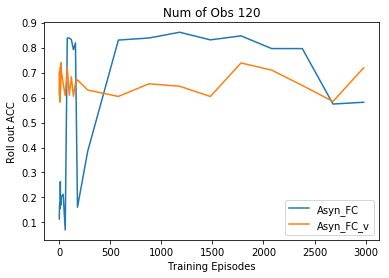 Num of Obs 120
Roll out ACC
0.9
0.8
0.7
0.6
0.5
0.4
0.3
0.2
0.1
0 500 1000 1500 2000 2500 3000
Training Episodes
Asyn_FC
Asyn_FC_v